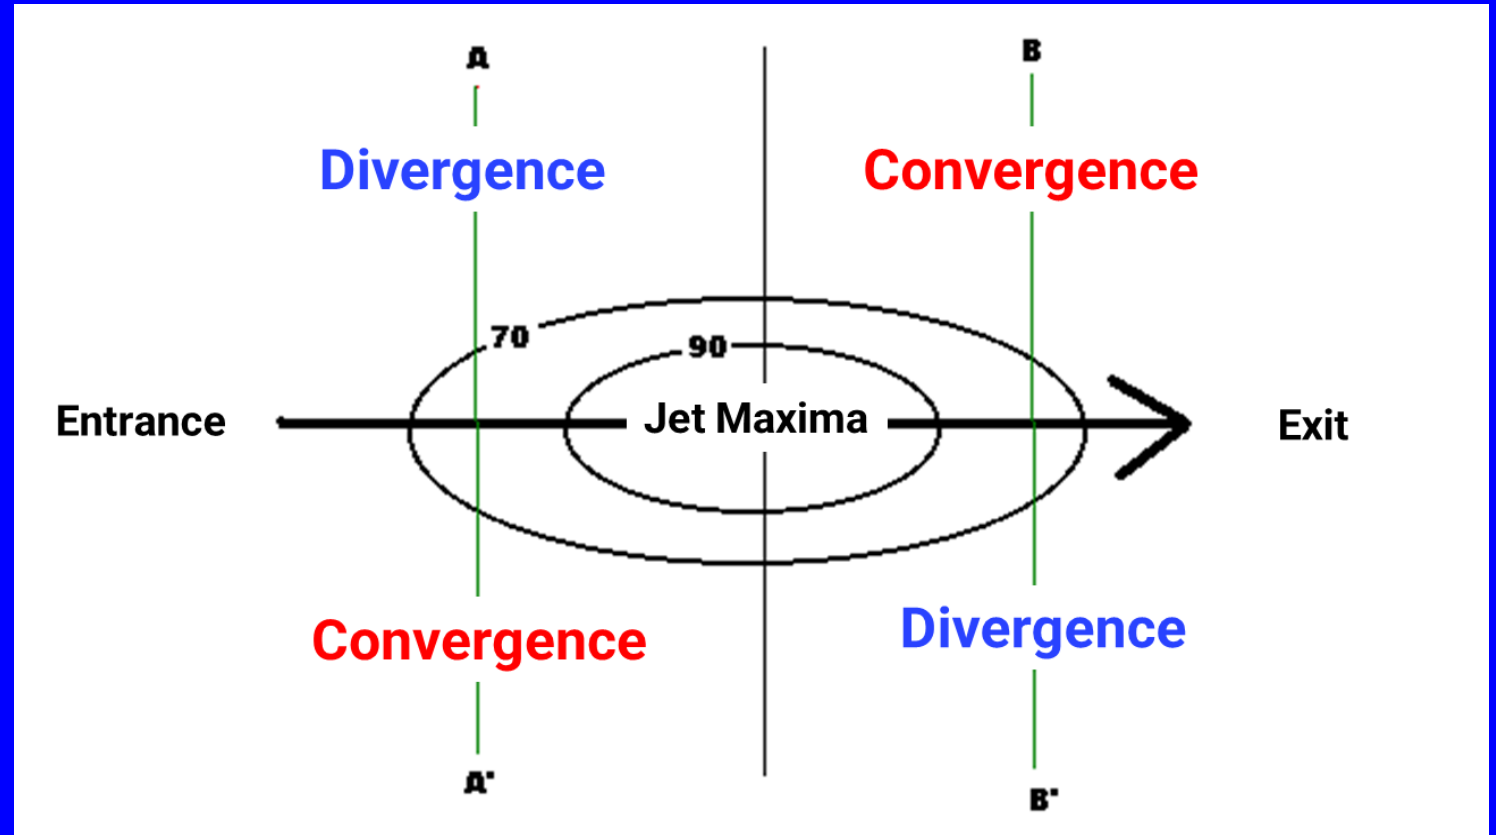 A
B
Divergence
Convergence
70
90
Entrance
Jet Maxima
Exit
Convergence
Divergence
A'
B'